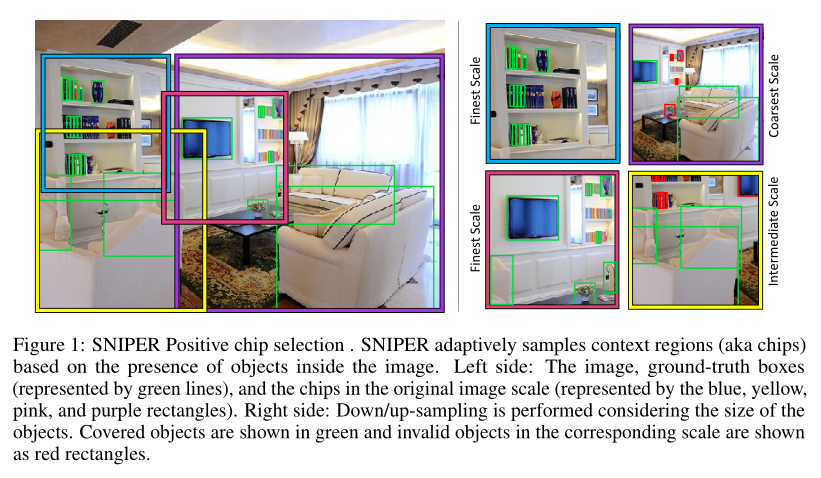 Finest Scale
Coarsest Scale
Finest Scale
Intermediate Scale
Figure 1: SNIPER Positive chip selection . SNIPER adaptively samples context regions (aka chips)
based on the presence of objects inside the image. Left side: The image, ground-truth boxes
(represented by green lines), and the chips in the original image scale (represented by the blue, yellow,
pink, and purple rectangles). Right side: Down/up-sampling is performed considering the size of the
objects. Covered objects are shown in green and invalid objects in the corresponding scale are shown
as red rectangles.